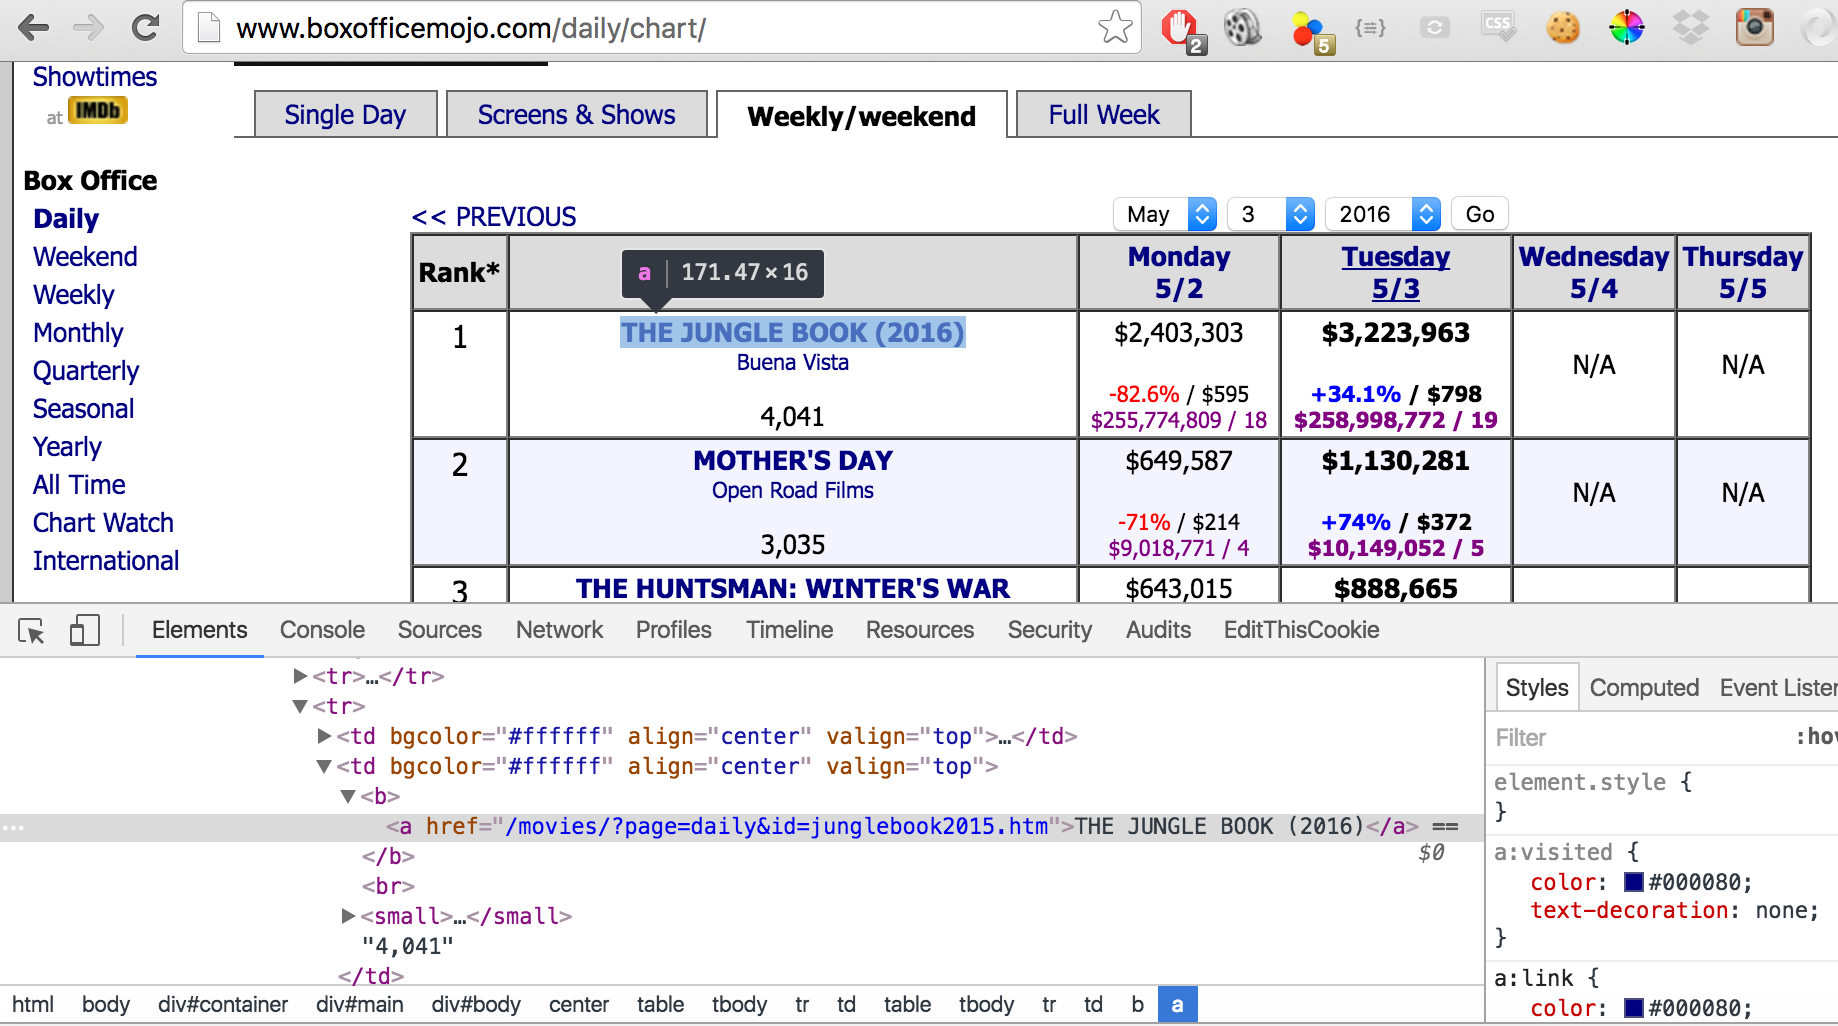 www.boxofficemojo.com/daily/chart/
2
5
{≔}
CSS
Showtimes
at IMDb
Single Day
Screens & Shows
Weekly/weekend
Full Week
Box Office
Daily
Weekend
Weekly
Monthly
Quarterly
Seasonal
Yearly
All Time
Chart Watch
International
<< PREVIOUS
May 3 2016 Go
Rank* Monday 5/2 Tuesday 5/3 Wednesday 5/4 Thursday 5/5
a 171.47 × 16
1
THE JUNGLE BOOK (2016)
Buena Vista
4,041
$2,403,303
-82.6% / $595
$255,774,809 / 18
$3,223,963
+34.1% / $798
$258,998,772 / 19
N/A
N/A
2
MOTHER'S DAY
Open Road Films
3,035
$649,587
-71% / $214
$9,018,771 / 4
$1,130,281
+74% / $372
$10,149,052 / 5
N/A
N/A
3
THE HUNTSMAN: WINTER'S WAR
$643,015
$888,665
Elements Console Sources Network Profiles Timeline Resources Security Audits EditThisCookie
<tr>…</tr>
<tr>
<td bgcolor="#ffffff" align="center" valign="top">…</td>
<td bgcolor="#ffffff" align="center" valign="top">
<b>
<a href="/movies/?page=daily&id=junglebook2015.htm">THE JUNGLE BOOK (2016)</a> ==
$0
</b>
<br>
<small>…</small>
"4,041"
</td>
html body div#container div#main div#body center table tbody tr td table tbody tr td b a
Styles Computed Event Listen
Filter :hov
element.style {
}
a:visited {
color: #000080;
text-decoration: none;
}
a:link {
color: #000080;